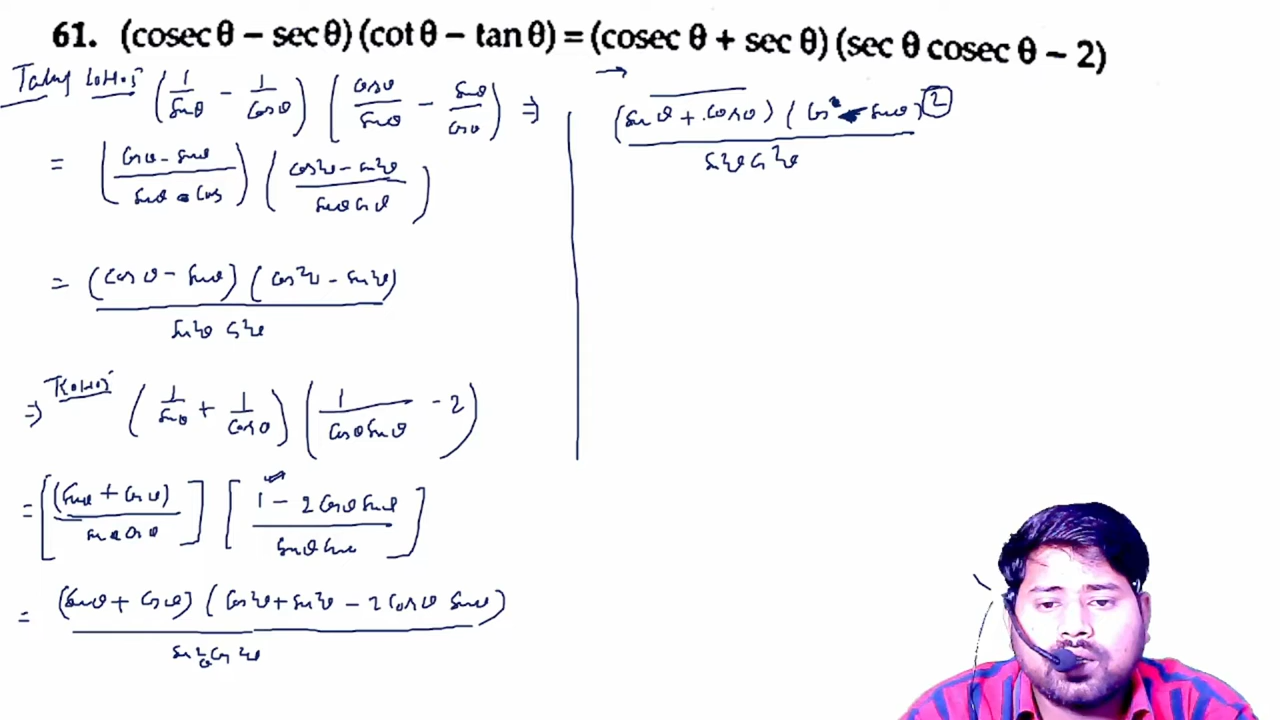 61. (cosec θ − sec θ) (cot θ − tan θ) = (cosec θ + sec θ) (sec θ cosec θ − 2)
Taking L.H.S (1/Sinθ − 1/Cosθ) (Cosθ/Sinθ − Sinθ/Cosθ) ⇒
= (Cosθ − Sinθ / Sinθ · Cos) (Cos²θ − Sin²θ / Sinθ Cosθ)
= (Cosθ − Sinθ) (Cos²θ − Sin²θ) / Sin²θ Cos²θ
⇒ R.H.S (1/Sinθ + 1/Cosθ) (1/Cosθ Sinθ − 2)
= [(Sinθ + Cosθ) / Sinθ Cosθ] [1 − 2 Cosθ Sinθ / Sinθ]
= (Sinθ + Cosθ) (Cos²θ + Sin²θ − 2 Cosθ Sinθ) / Sin²θ Cos²θ
→
(Sinθ + Cosθ) (Cos − Sinθ)² / Sin²θ Cos²θ